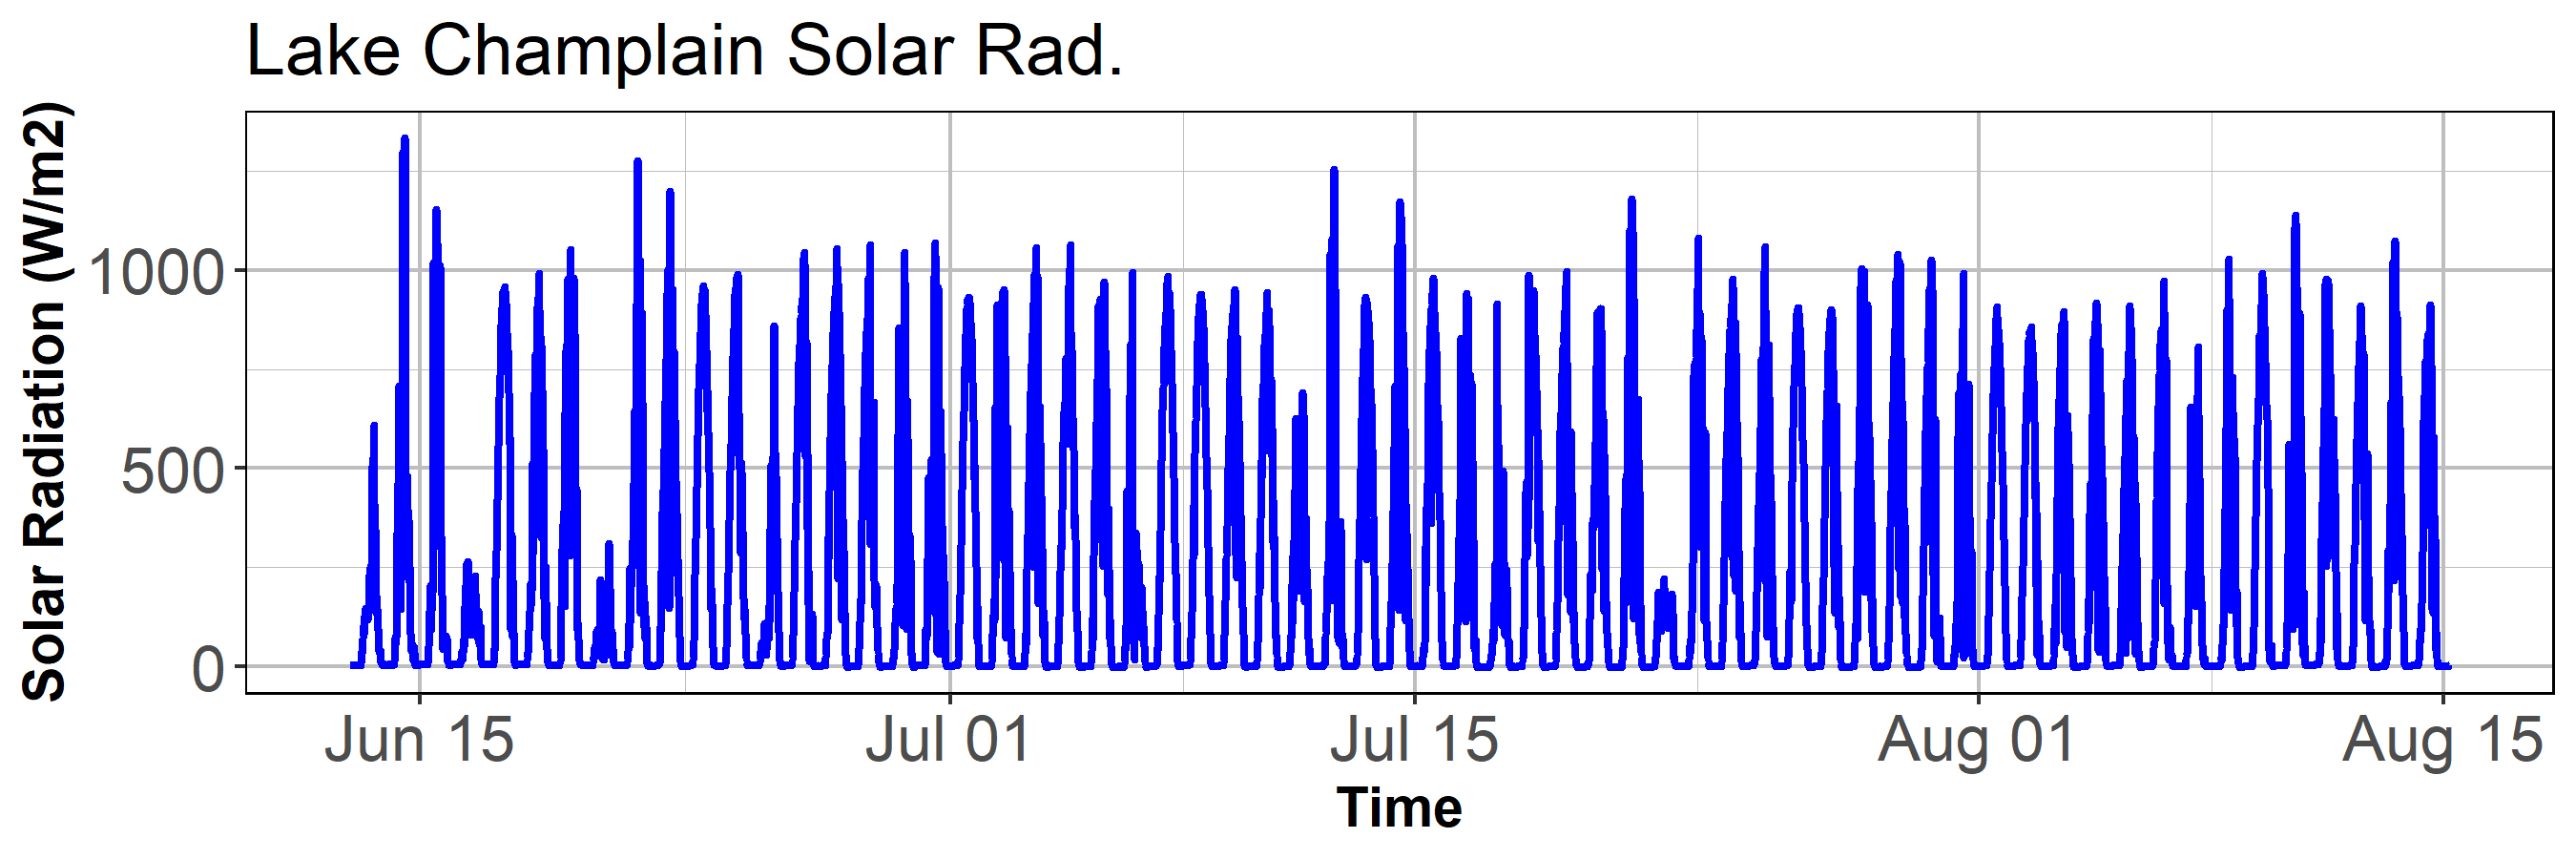 Lake Champlain Solar Rad.
Solar Radiation (W/m2)
1000
500
0
Jun 15
Jul 01
Jul 15
Aug 01
Aug 15
Time